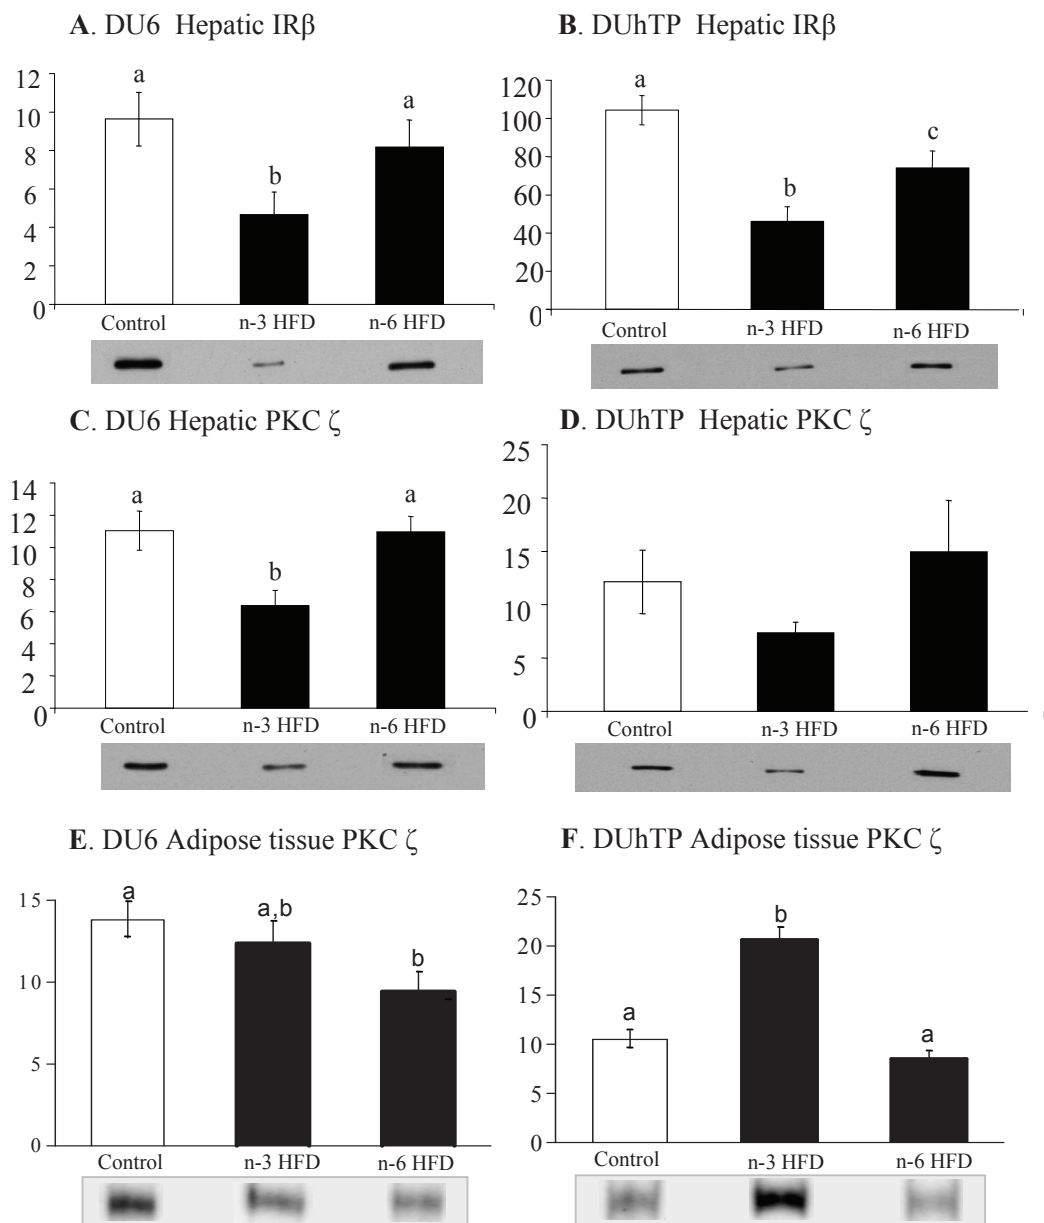 A. DU6 Hepatic IRβ
12
10
8
6
4
2
0
a
b
a
Control
n-3 HFD
n-6 HFD
B. DUhTP Hepatic IRβ
120
100
80
60
40
20
0
a
b
c
Control
n-3 HFD
n-6 HFD
C. DU6 Hepatic PKC ζ
14
12
10
8
6
4
2
0
a
b
a
Control
n-3 HFD
n-6 HFD
D. DUhTP Hepatic PKC ζ
25
20
15
10
5
0
Control
n-3 HFD
n-6 HFD
E. DU6 Adipose tissue PKC ζ
15
10
5
0
a
a,b
b
Control
n-3 HFD
n-6 HFD
F. DUhTP Adipose tissue PKC ζ
25
20
15
10
5
0
a
b
a
Control
n-3 HFD
n-6 HFD